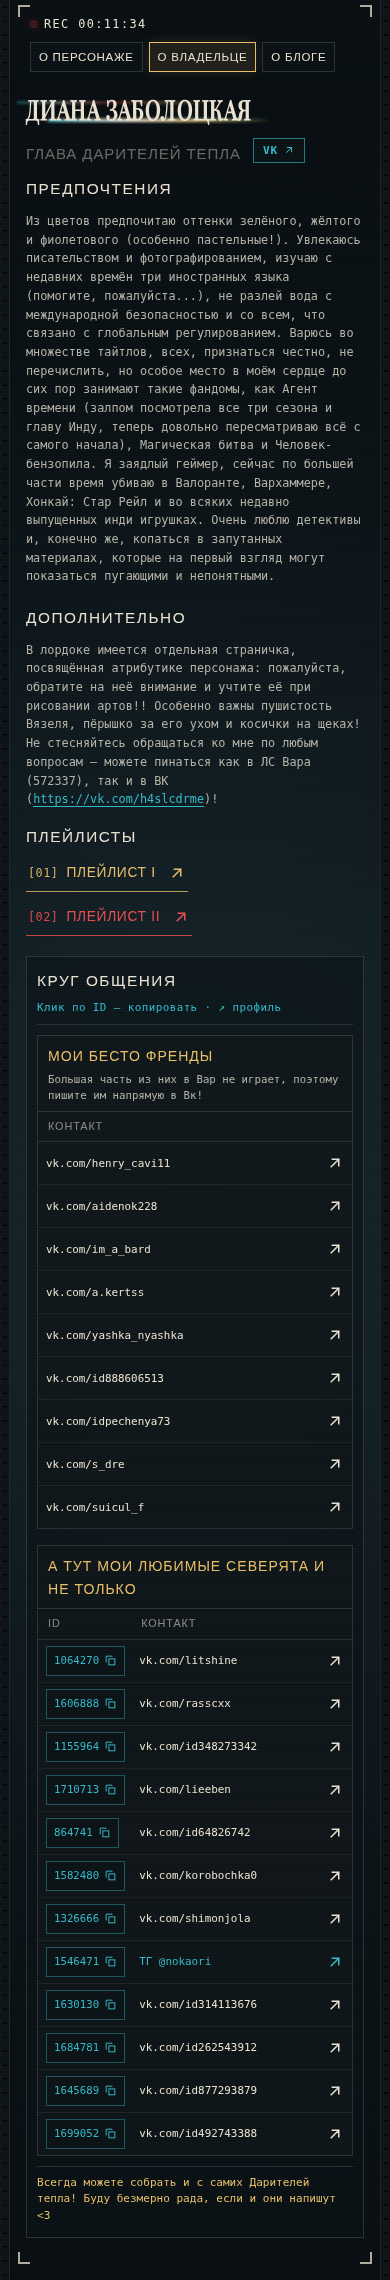 REC 00:11:34
О ПЕРСОНАЖЕ О ВЛАДЕЛЬЦЕ О БЛОГЕ
ДИАНА ЗАБОЛОЦКАЯ
ГЛАВА ДАРИТЕЛЕЙ ТЕПЛА VK ↗
ПРЕДПОЧТЕНИЯ
Из цветов предпочитаю оттенки зелёного, жёлтого
и фиолетового (особенно пастельные!). Увлекаюсь
писательством и фотографированием, изучаю с
недавних времён три иностранных языка
(помогите, пожалуйста...), не разлей вода с
международной безопасностью и со всем, что
связано с глобальным регулированием. Варюсь во
множестве тайтлов, всех, признаться честно, не
перечислить, но особое место в моём сердце до
сих пор занимают такие фандомы, как Агент
времени (залпом посмотрела все три сезона и
главу Инду, теперь довольно пересматриваю всё с
самого начала), Магическая битва и Человек-
бензопила. Я заядлый геймер, сейчас по большей
части время убиваю в Валоранте, Вархаммере,
Хонкай: Стар Рейл и во всяких недавно
выпущенных инди игрушках. Очень люблю детективы
и, конечно же, копаться в запутанных
материалах, которые на первый взгляд могут
показаться пугающими и непонятными.
ДОПОЛНИТЕЛЬНО
В лордоке имеется отдельная страничка,
посвящённая атрибутике персонажа: пожалуйста,
обратите на неё внимание и учтите её при
рисовании артов!! Особенно важны пушистость
Вязеля, пёрышко за его ухом и косички на щеках!
Не стесняйтесь обращаться ко мне по любым
вопросам — можете пинаться как в ЛС Вара
(572337), так и в ВК
(https://vk.com/h4slcdrme)!
ПЛЕЙЛИСТЫ
[01] ПЛЕЙЛИСТ I ↗
[02] ПЛЕЙЛИСТ II ↗
КРУГ ОБЩЕНИЯ
Клик по ID — копировать · ↗ профиль
МОИ БЕСТО ФРЕНДЫ
Большая часть из них в Вар не играет, поэтому
пишите им напрямую в Вк!
КОНТАКТ
vk.com/henry_cavi11 ↗
vk.com/aidenok228 ↗
vk.com/im_a_bard ↗
vk.com/a.kertss ↗
vk.com/yashka_nyashka ↗
vk.com/id888606513 ↗
vk.com/idpechenya73 ↗
vk.com/s_dre ↗
vk.com/suicul_f ↗
А ТУТ МОИ ЛЮБИМЫЕ СЕВЕРЯТА И
НЕ ТОЛЬКО
ID КОНТАКТ
1064270 vk.com/litshine ↗
1606888 vk.com/rasscxx ↗
1155964 vk.com/id348273342 ↗
1710713 vk.com/lieeben ↗
864741 vk.com/id64826742 ↗
1582480 vk.com/korobochka0 ↗
1326666 vk.com/shimonjola ↗
1546471 ТГ @nokaori ↗
1630130 vk.com/id314113676 ↗
1684781 vk.com/id262543912 ↗
1645689 vk.com/id877293879 ↗
1699052 vk.com/id492743388 ↗
Всегда можете собрать и с самих Дарителей
тепла! Буду безмерно рада, если и они напишут
<3